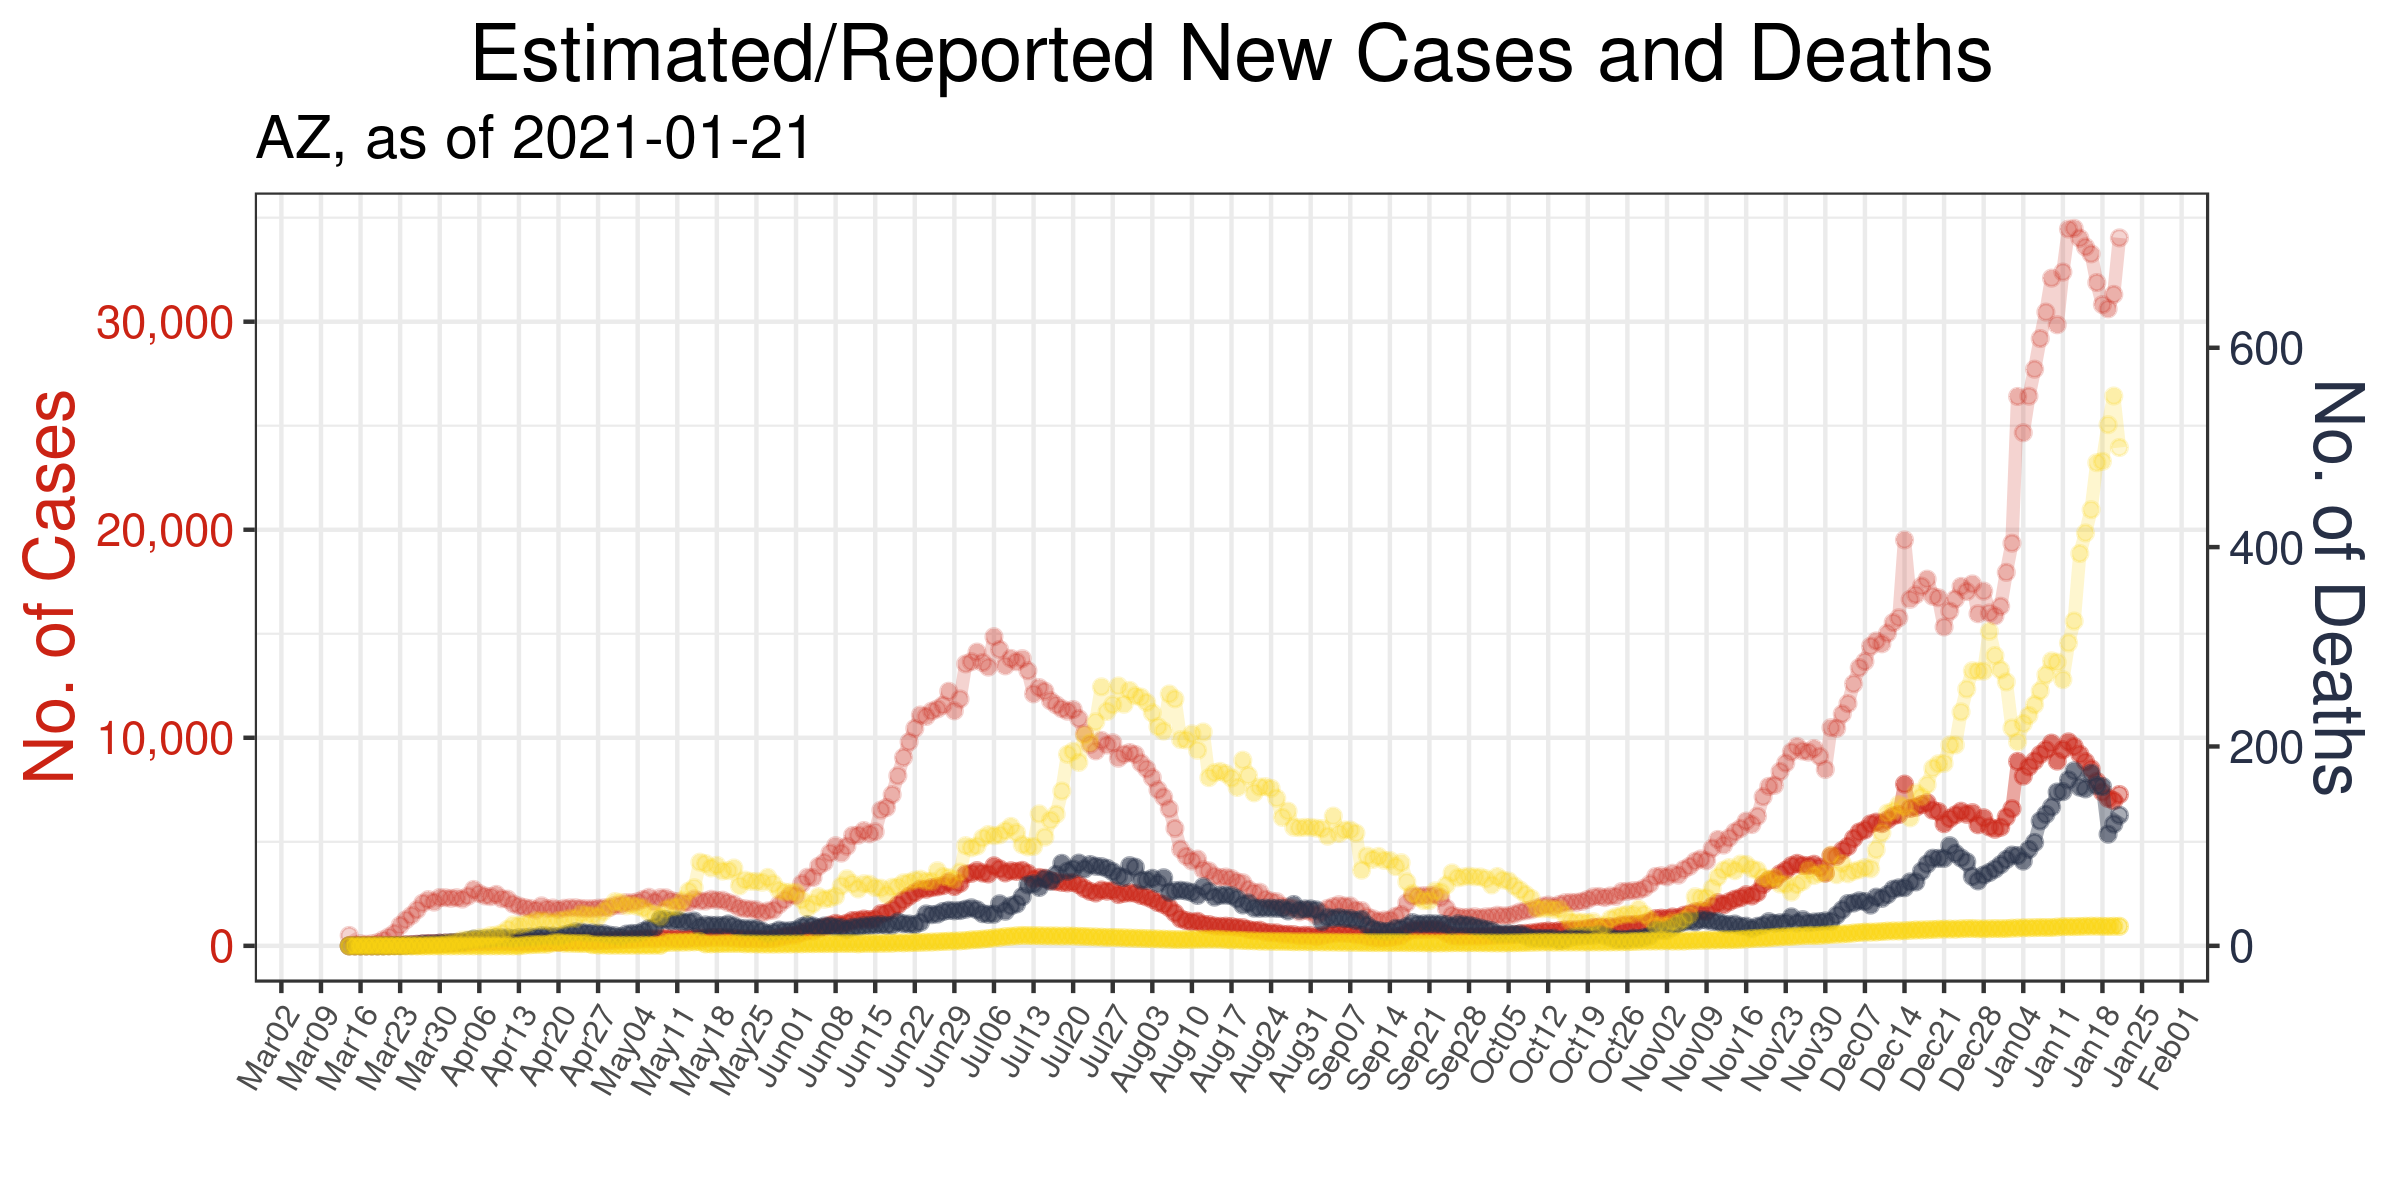 Estimated/Reported New Cases and Deaths
AZ, as of 2021-01-21
No. of Cases
30,000
20,000
10,000
0
600
400
200
0
No. of Deaths
Mar02
Mar09
Mar16
Mar23
Mar30
Apr06
Apr13
Apr20
Apr27
May04
May11
May18
May25
Jun01
Jun08
Jun15
Jun22
Jun29
Jul06
Jul13
Jul20
Jul27
Aug03
Aug10
Aug17
Aug24
Aug31
Sep07
Sep14
Sep21
Sep28
Oct05
Oct12
Oct19
Oct26
Nov02
Nov09
Nov16
Nov23
Nov30
Dec07
Dec14
Dec21
Dec28
Jan04
Jan11
Jan18
Jan25
Feb01